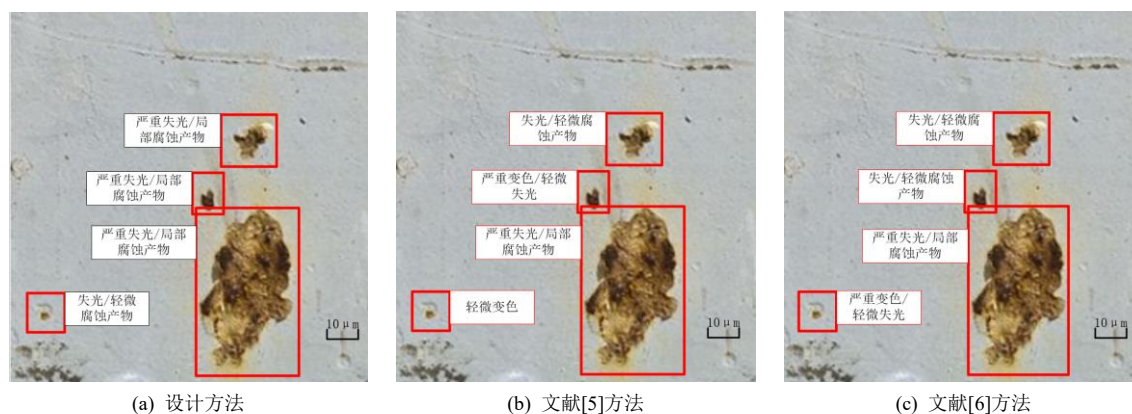 严重失光/局
部腐蚀产物
严重失光/局部
腐蚀产物
严重失光/局部
腐蚀产物
失光/轻微
腐蚀产物
10 μm
(a) 设计方法
失光/轻微腐
蚀产物
严重变色/轻微
失光
严重失光/局部
腐蚀产物
轻微变色
10 μm
(b) 文献[5]方法
失光/轻微腐
蚀产物
失光/轻微腐蚀
产物
严重失光/局部
腐蚀产物
严重变色/
轻微失光
10 μm
(c) 文献[6]方法